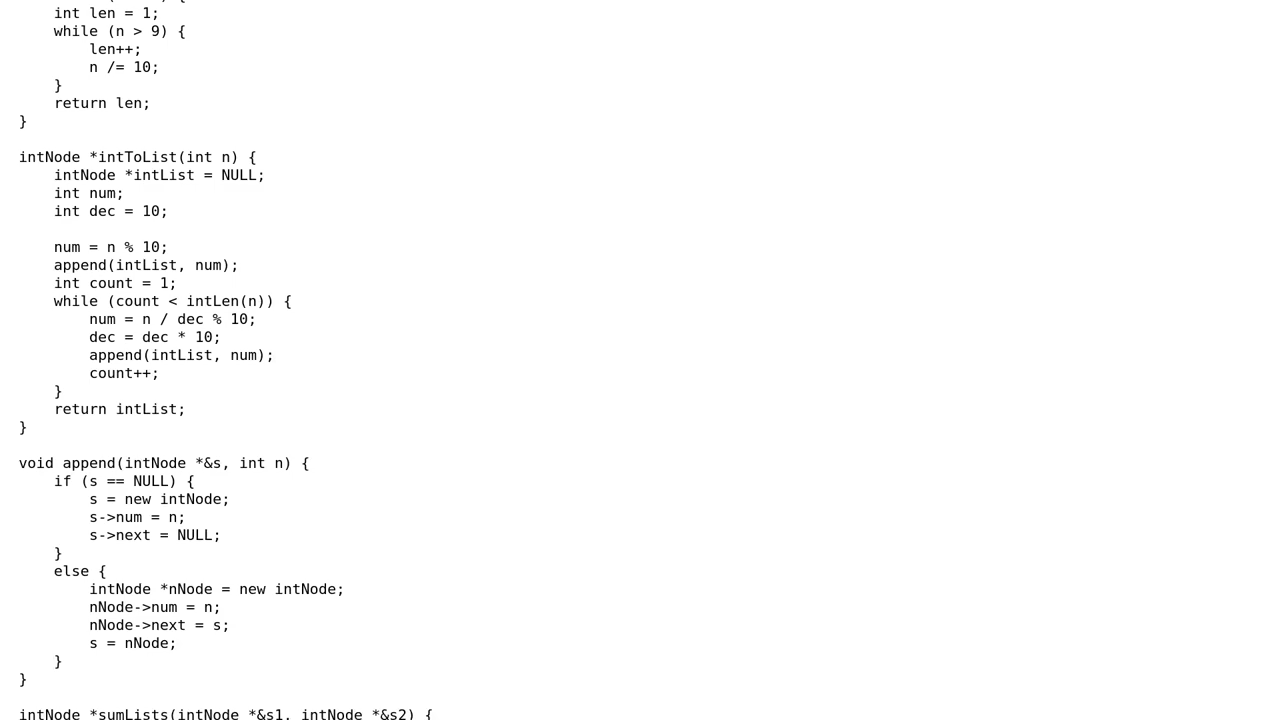 int len = 1;
    while (n > 9) {
        len++;
        n /= 10;
    }
    return len;
}

intNode *intToList(int n) {
    intNode *intList = NULL;
    int num;
    int dec = 10;

    num = n % 10;
    append(intList, num);
    int count = 1;
    while (count < intLen(n)) {
        num = n / dec % 10;
        dec = dec * 10;
        append(intList, num);
        count++;
    }
    return intList;
}

void append(intNode *&s, int n) {
    if (s == NULL) {
        s = new intNode;
        s->num = n;
        s->next = NULL;
    }
    else {
        intNode *nNode = new intNode;
        nNode->num = n;
        nNode->next = s;
        s = nNode;
    }
}

intNode *sumLists(intNode *&s1, intNode *&s2) {